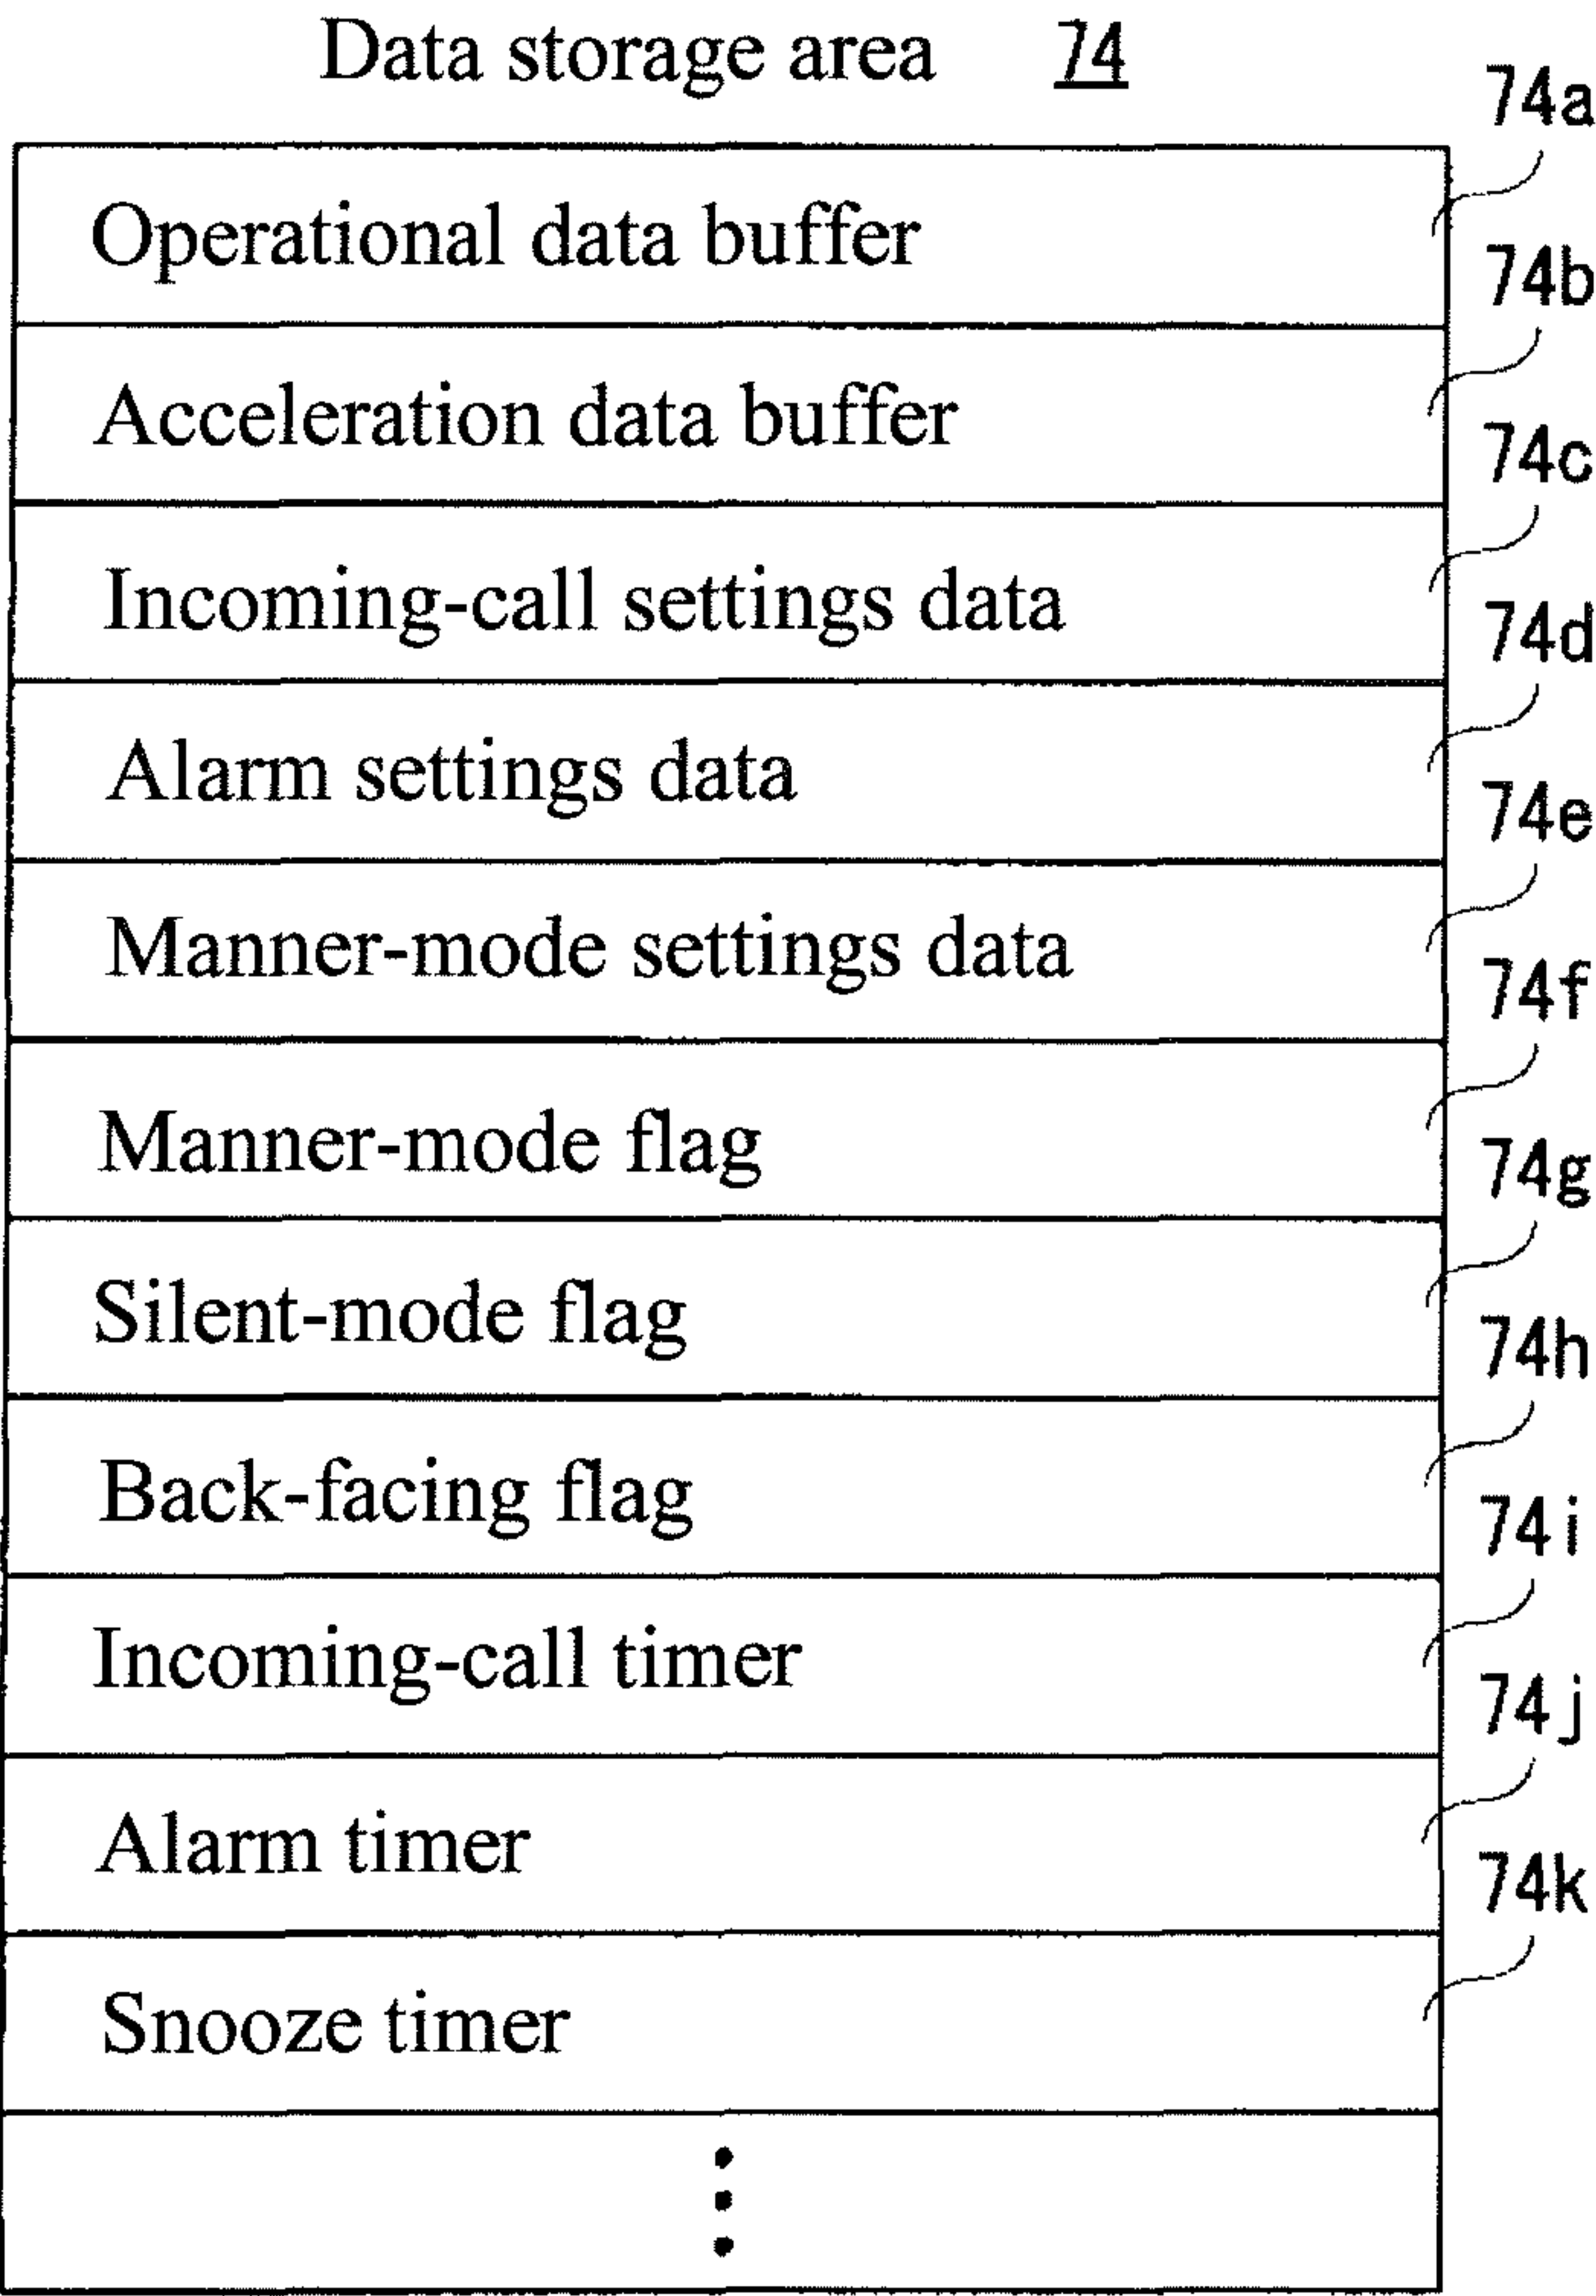 Data storage area 74
74a
Operational data buffer
74b
Acceleration data buffer
74c
Incoming-call settings data
74d
Alarm settings data
74e
Manner-mode settings data
74f
Manner-mode flag
74g
Silent-mode flag
74h
Back-facing flag
74i
Incoming-call timer
74j
Alarm timer
74k
Snooze timer